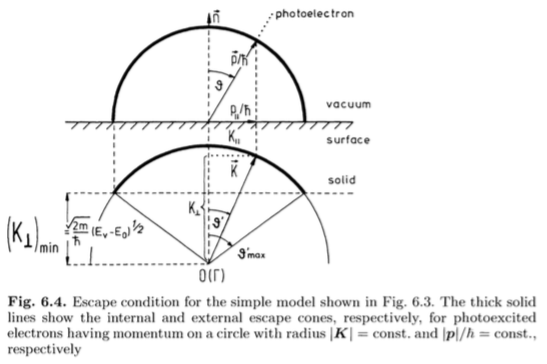 n⃗
photoelectron
p⃗/ħ
ϑ
p∥/ħ
vacuum
K∥
surface
K⃗
solid
K⊥
(K⊥)min = √2m/ħ (Ev-E0)^1/2
ϑ'
ϑ'max
O(Γ)
Fig. 6.4. Escape condition for the simple model shown in Fig. 6.3. The thick solid
lines show the internal and external escape cones, respectively, for photoexcited
electrons having momentum on a circle with radius |K| = const. and |p|/ħ = const.,
respectively